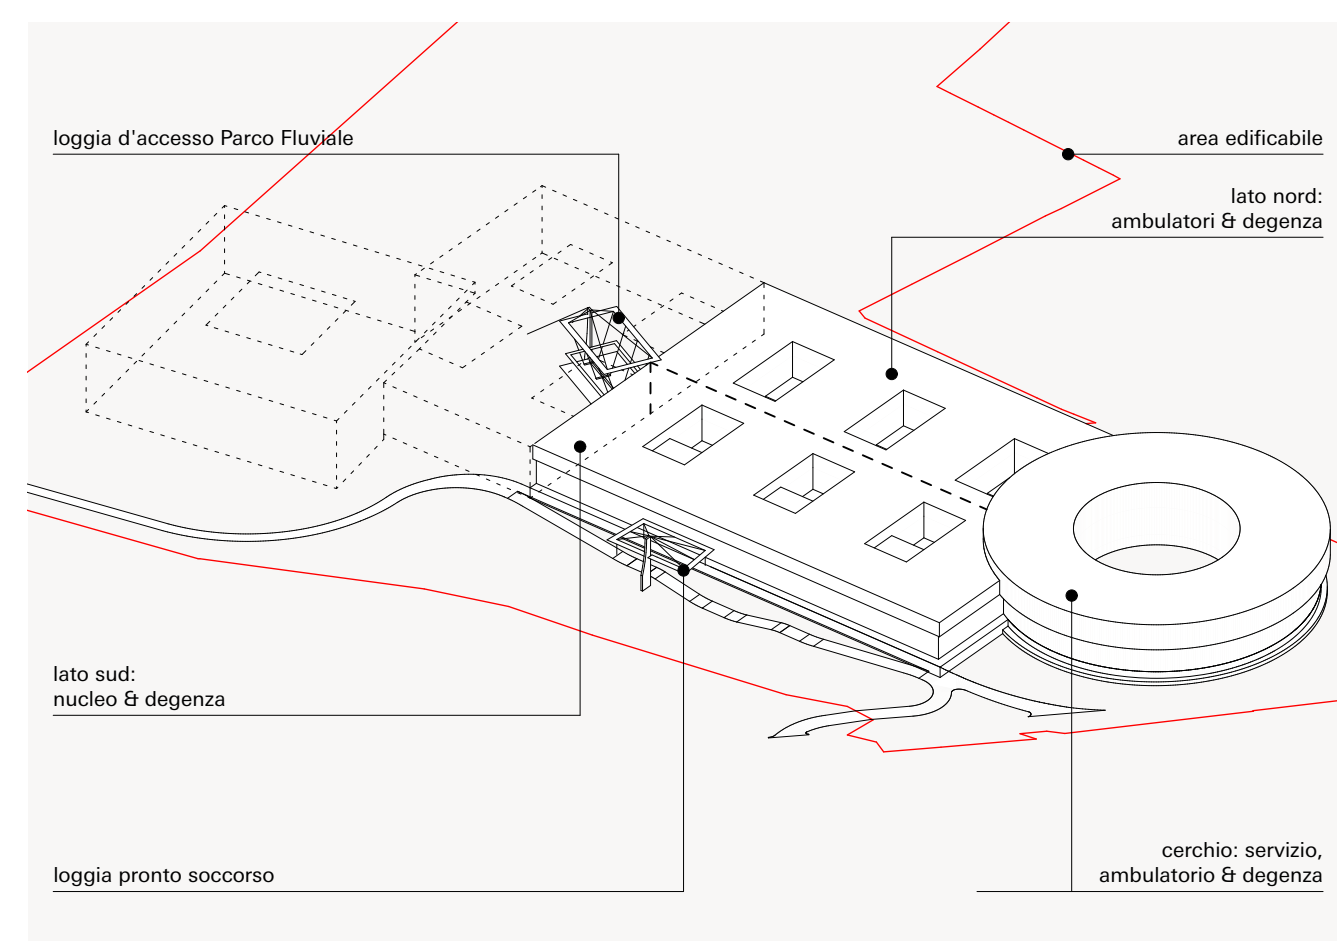 loggia d'accesso Parco Fluviale
area edificabile
lato nord:
ambulatori & degenza
lato sud:
nucleo & degenza
loggia pronto soccorso
cerchio: servizio,
ambulatorio & degenza